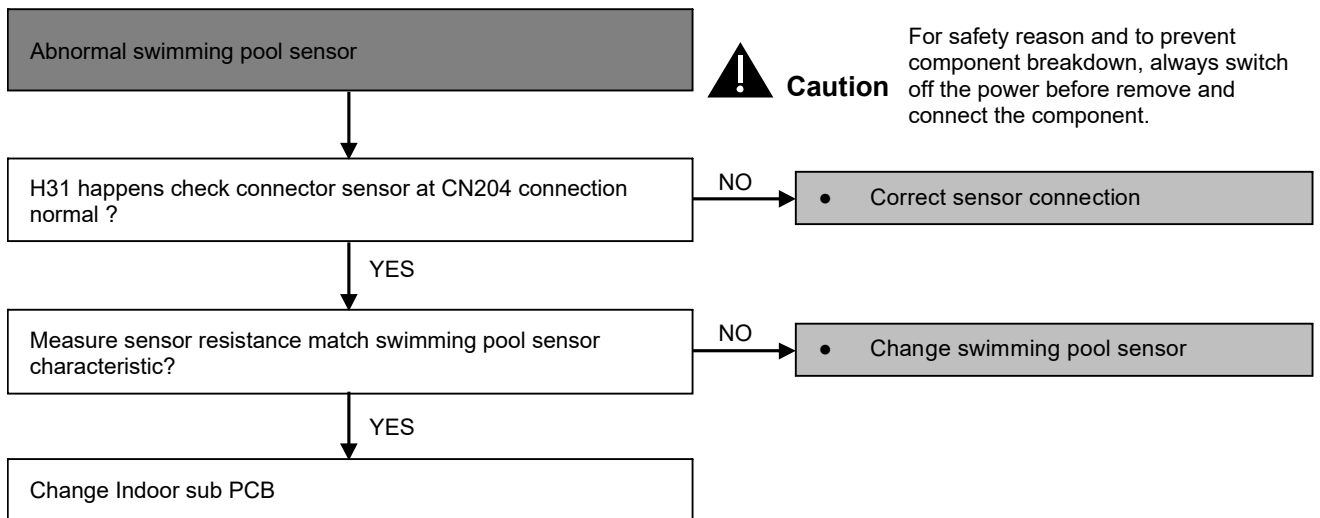 Abnormal swimming pool sensor
Caution
For safety reason and to prevent
component breakdown, always switch
off the power before remove and
connect the component.
H31 happens check connector sensor at CN204 connection
normal ?
NO
● Correct sensor connection
YES
Measure sensor resistance match swimming pool sensor
characteristic?
NO
● Change swimming pool sensor
YES
Change Indoor sub PCB